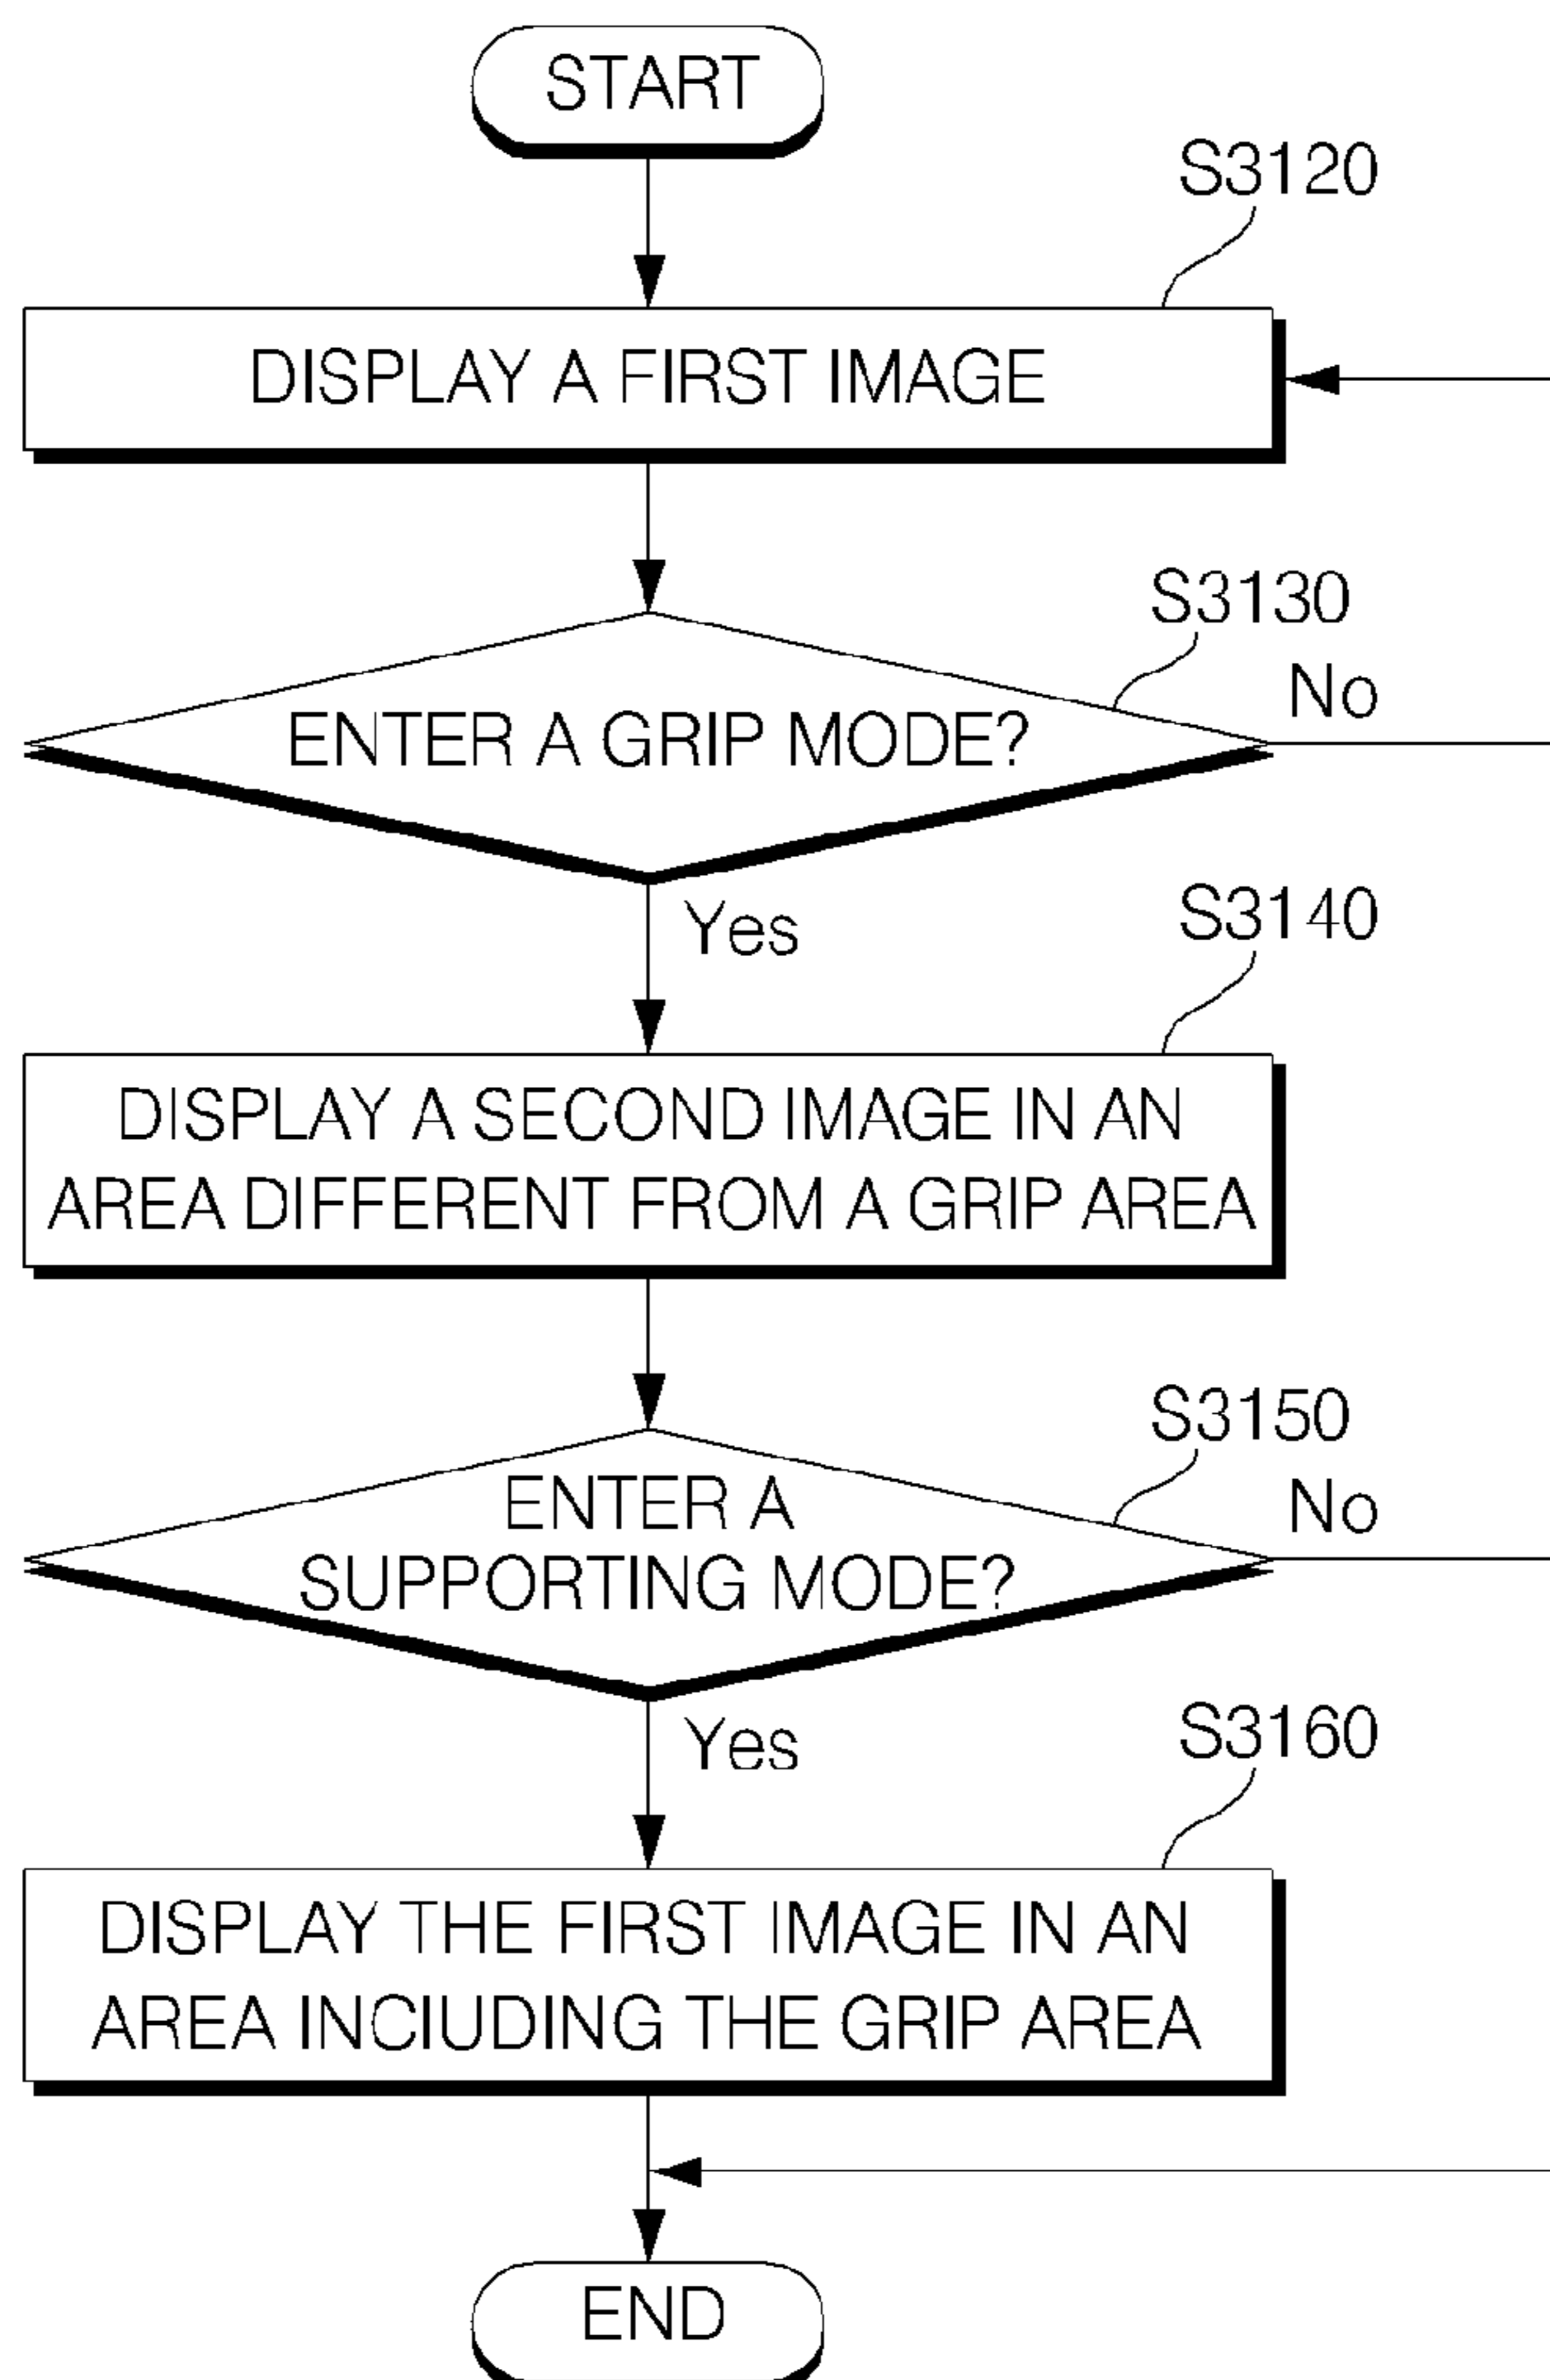 START
S3120
DISPLAY A FIRST IMAGE
S3130
No
ENTER A GRIP MODE?
Yes
S3140
DISPLAY A SECOND IMAGE IN AN
AREA DIFFERENT FROM A GRIP AREA
S3150
No
ENTER A
SUPPORTING MODE?
Yes
S3160
DISPLAY THE FIRST IMAGE IN AN
AREA INCIUDING THE GRIP AREA
END